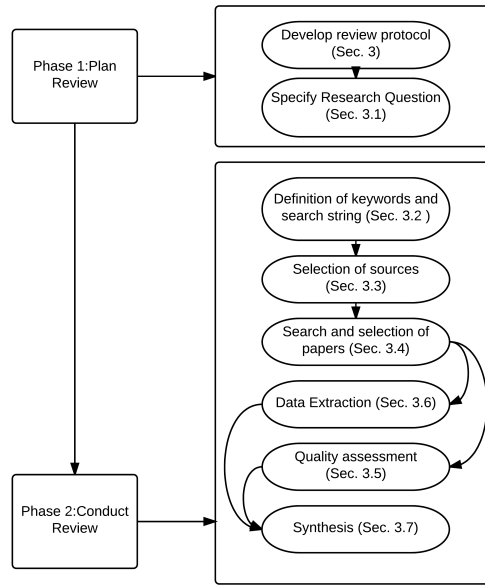 Phase 1:Plan
Review
Develop review protocol
(Sec. 3)
Specify Research Question
(Sec. 3.1)
Definition of keywords and
search string (Sec. 3.2 )
Selection of sources
(Sec. 3.3)
Search and selection of
papers (Sec. 3.4)
Data Extraction (Sec. 3.6)
Quality assessment
(Sec. 3.5)
Synthesis (Sec. 3.7)
Phase 2:Conduct
Review